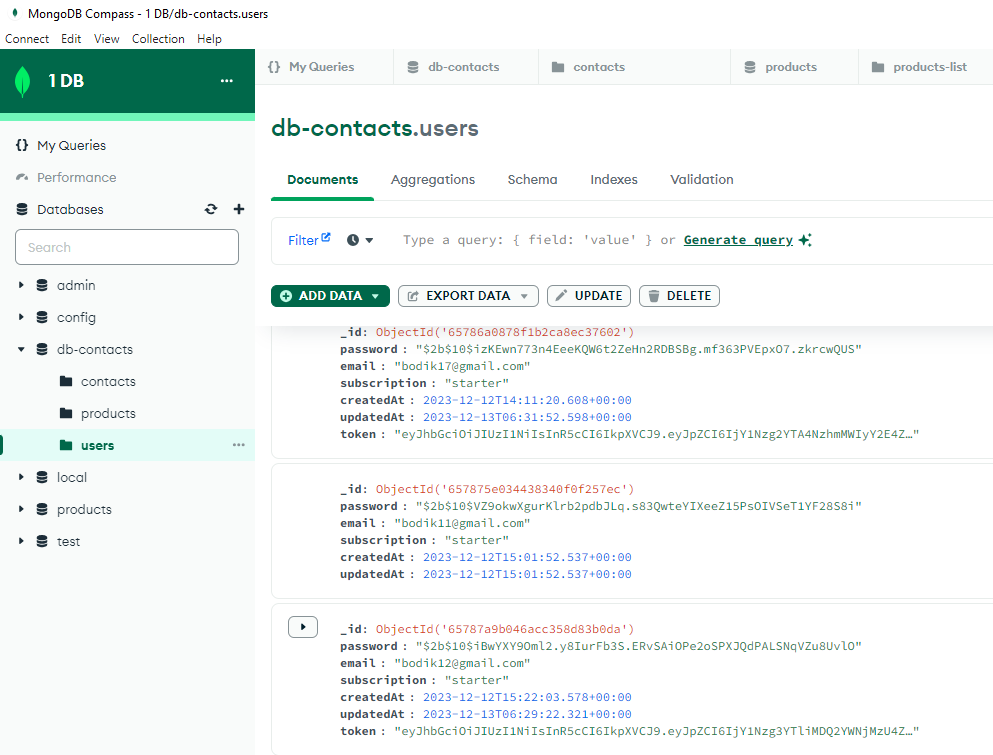 MongoDB Compass - 1 DB/db-contacts.users
Connect Edit View Collection Help
1 DB
My Queries
Performance
Databases
Search
admin
config
db-contacts
contacts
products
users
local
products
test
{} My Queries db-contacts contacts products products-list
db-contacts.users
Documents Aggregations Schema Indexes Validation
Filter Type a query: { field: 'value' } or Generate query
ADD DATA EXPORT DATA UPDATE DELETE
_id: ObjectId('65786a0878f1b2ca8ec37602')
password : "$2b$10$izKEwn773n4EeeKQW6t2ZeHn2RDBSBg.mf363PVEpxO7.zkrcwQUS"
email : "bodik17@gmail.com"
subscription : "starter"
createdAt : 2023-12-12T14:11:20.608+00:00
updatedAt : 2023-12-13T06:31:52.598+00:00
token : "eyJhbGciOiJIUzI1NiIsInR5cCI6IkpXVCJ9.eyJpZCI6IjY1Nzg2YTA4NzhmMWIyY2E4Z…"
_id: ObjectId('657875e034438340f0f257ec')
password : "$2b$10$VZ9okwXgurKlrb2pdbJLq.s83QwteYIXeeZ15PsOIVSeT1YF28S8i"
email : "bodik11@gmail.com"
subscription : "starter"
createdAt : 2023-12-12T15:01:52.537+00:00
updatedAt : 2023-12-12T15:01:52.537+00:00
_id: ObjectId('65787a9b046acc358d83b0da')
password : "$2b$10$iBwYXY9Oml2.y8IurFb3S.ERvSAiOPe2oSPXJQdPALSNqVZu8UvlO"
email : "bodik12@gmail.com"
subscription : "starter"
createdAt : 2023-12-12T15:22:03.578+00:00
updatedAt : 2023-12-13T06:29:22.321+00:00
token : "eyJhbGciOiJIUzI1NiIsInR5cCI6IkpXVCJ9.eyJpZCI6IjY1Nzg3YTliMDQ2YWNjMzU4Z…"